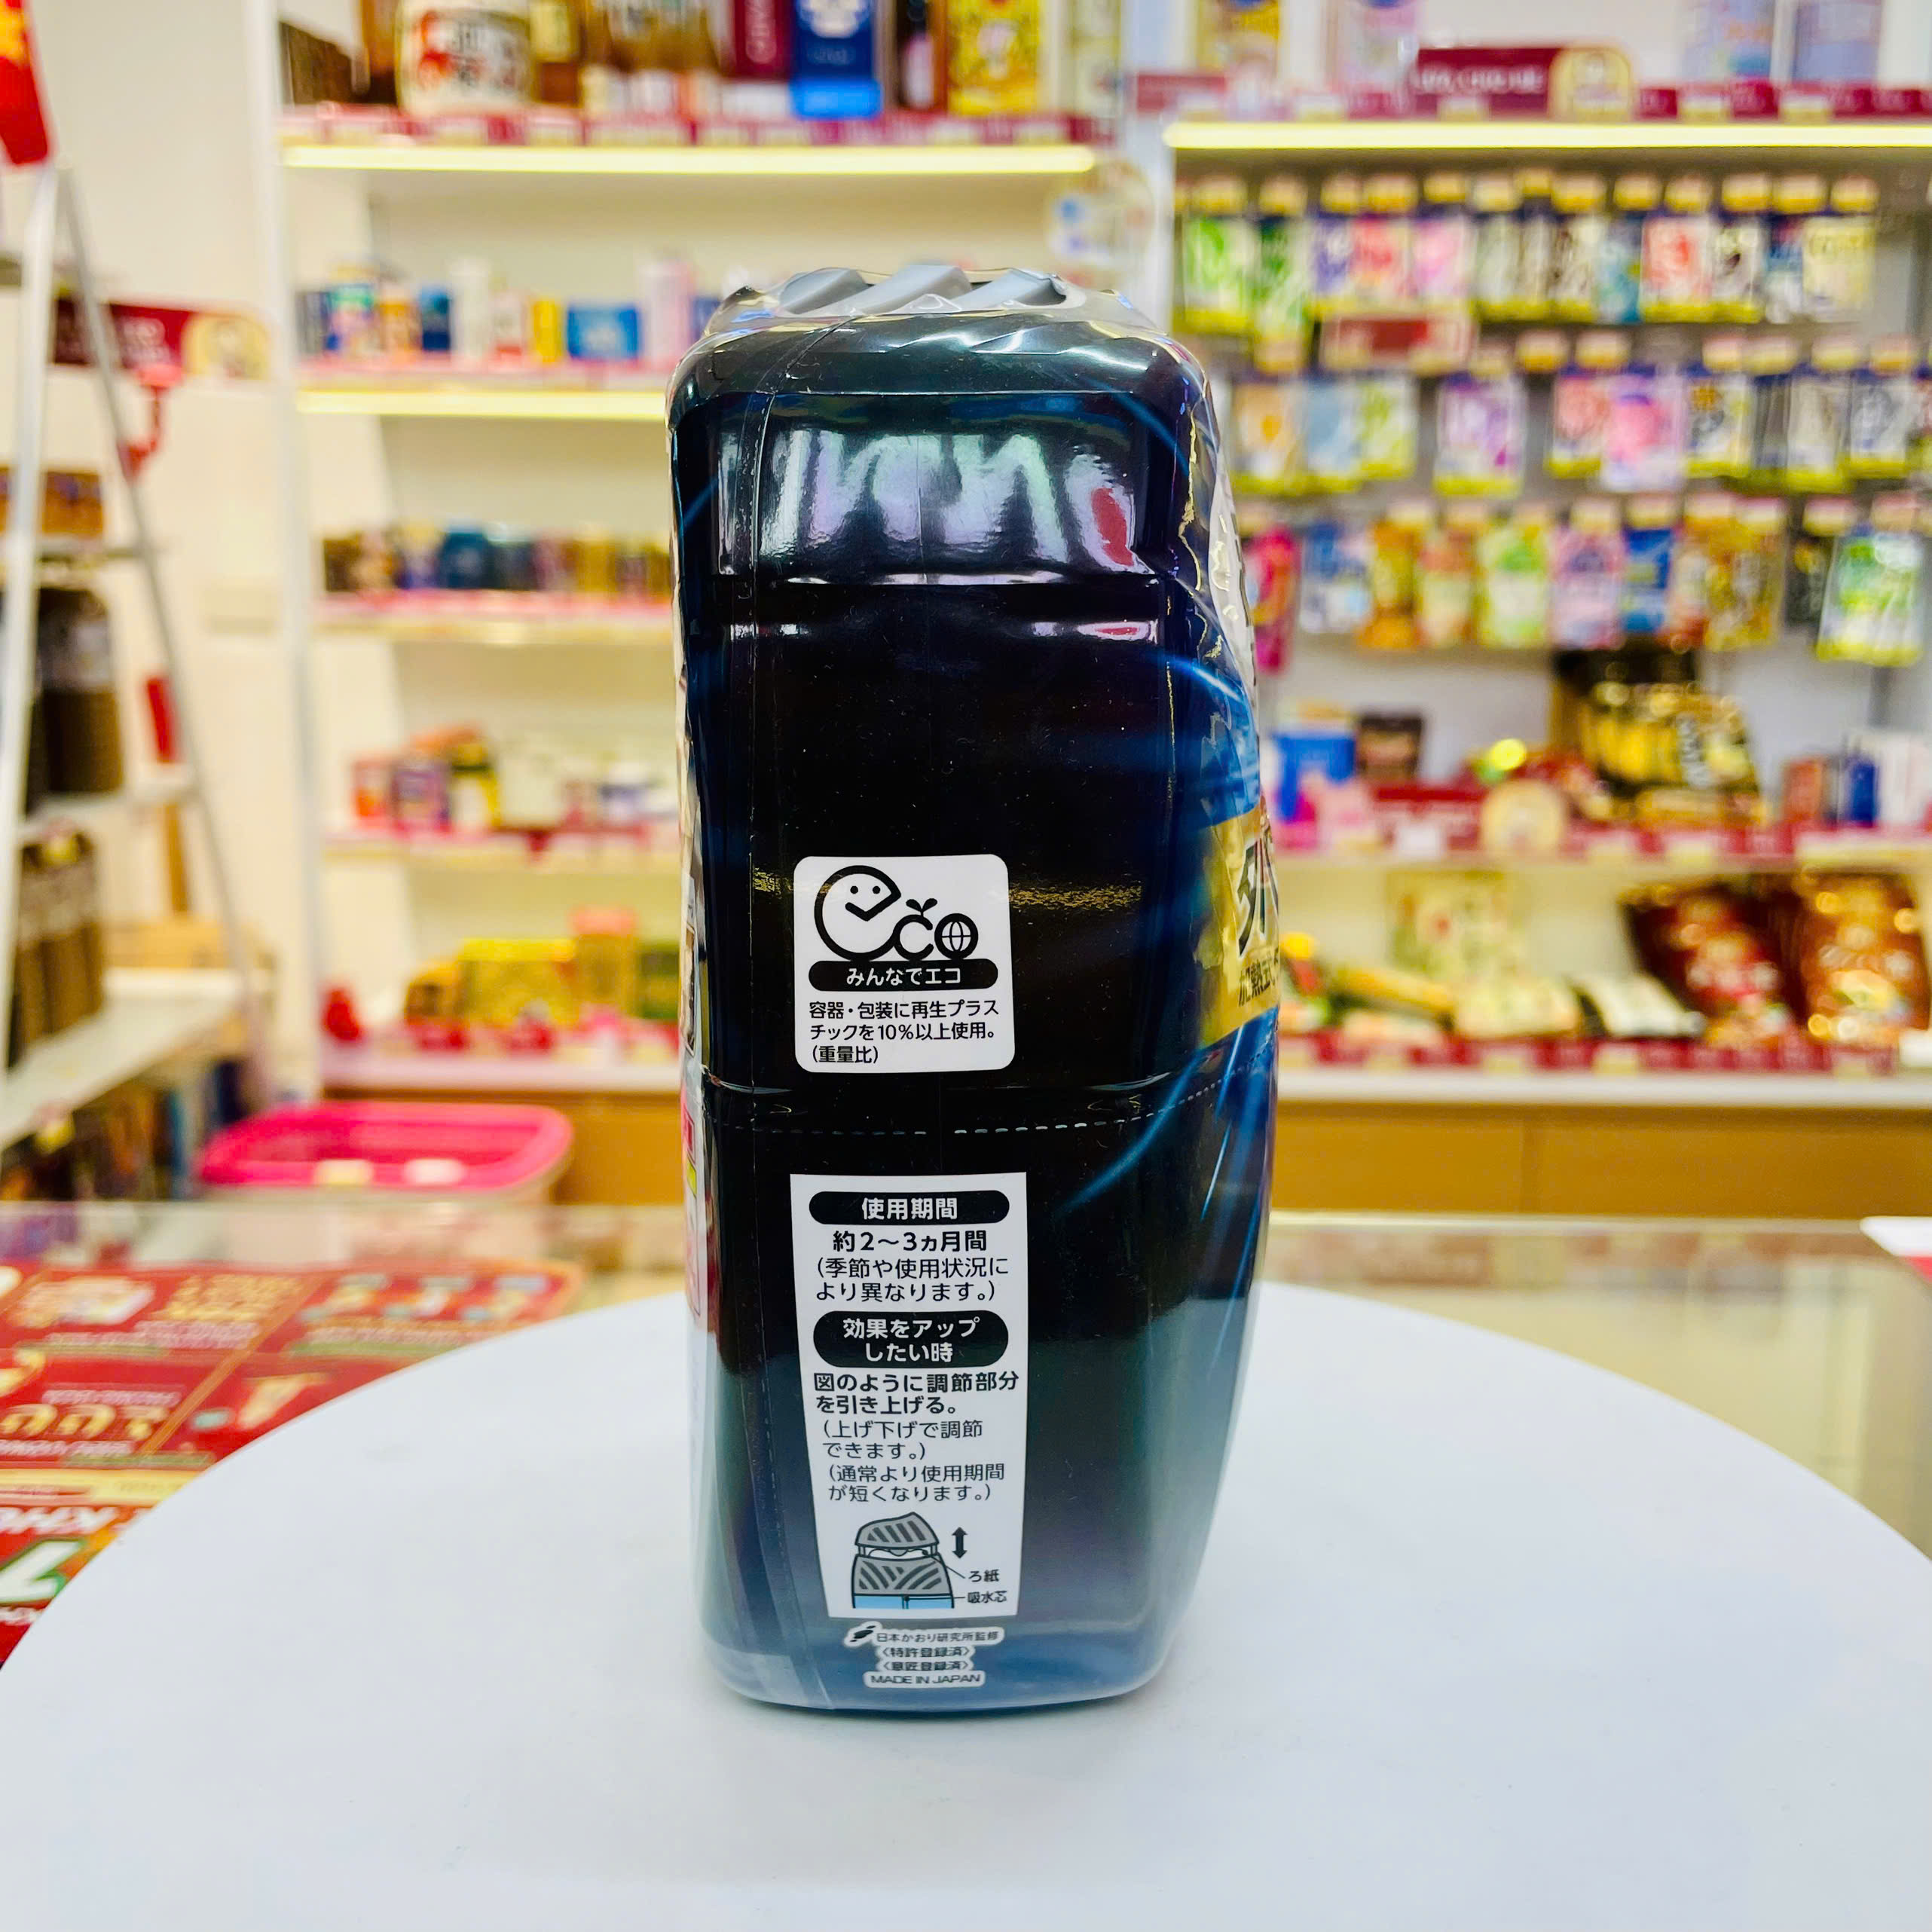 eco
みんなでエコ
容器・包装に再生プラス
チックを10%以上使用。
(重量比)
使用期間
約2～3ヵ月間
(季節や使用状況に
より異なります。)
効果をアップ
したい時
図のように調節部分
を引き上げる。
(上げ下げで調節
できます。)
(通常より使用期間
が短くなります。)
ろ紙
吸水芯
日本かおり研究所監修
〈特許登録済〉
〈意匠登録済〉
MADE IN JAPAN